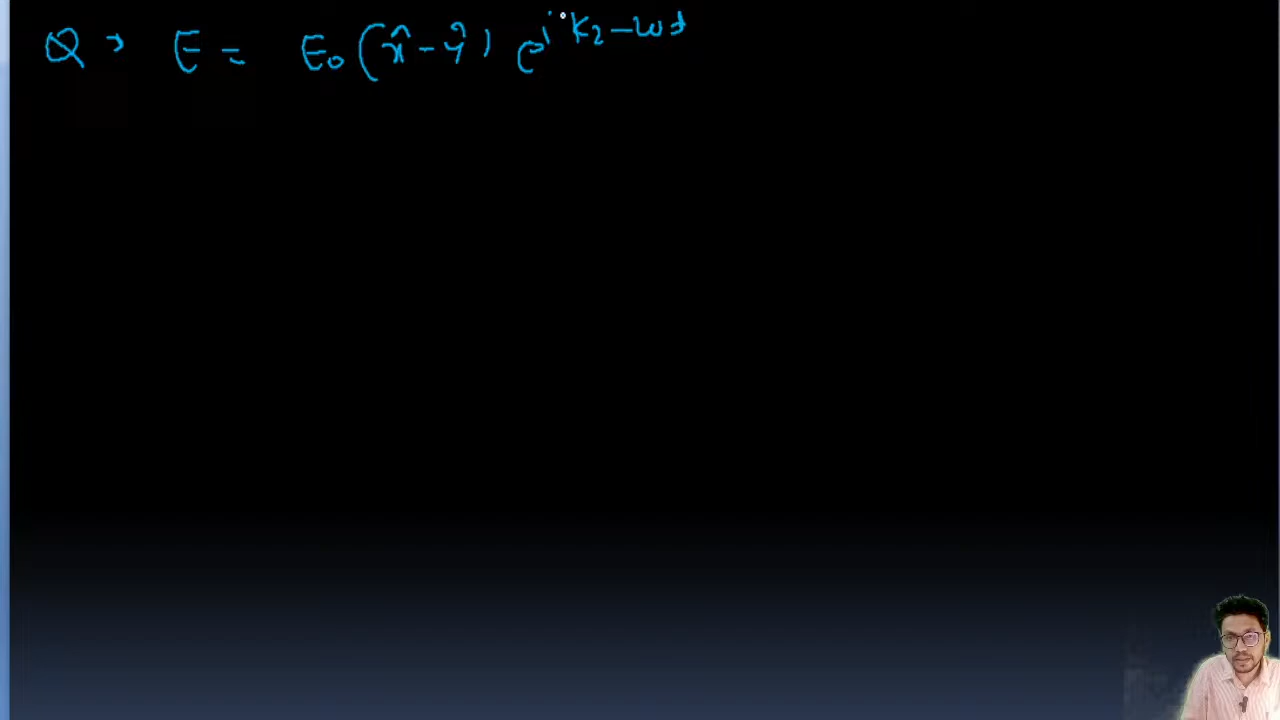 Q → E = E₀ (x̂ - ŷ) e^{i kz - ωt}